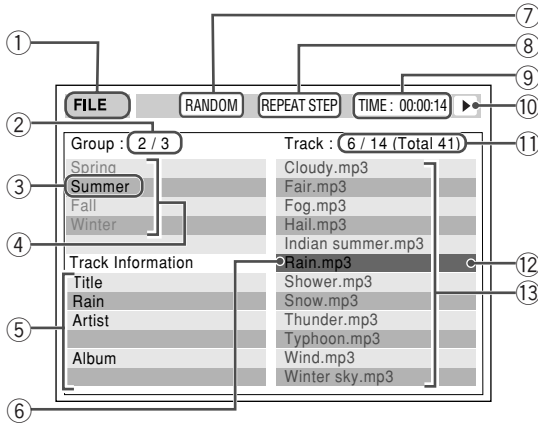 ⑦
① ⑧
⑨
FILE RANDOM REPEAT STEP TIME : 00:00:14 ⑩
②
Group : 2 / 3 Track : 6 / 14 (Total 41) ⑪
Spring Cloudy.mp3
③ Summer Fair.mp3
Fall Fog.mp3
Winter Hail.mp3
④ Indian summer.mp3
Track Information Rain.mp3 ⑫
Title Shower.mp3 ⑬
Rain Snow.mp3
⑤ Artist Thunder.mp3
Typhoon.mp3
Album Wind.mp3
Winter sky.mp3
⑥